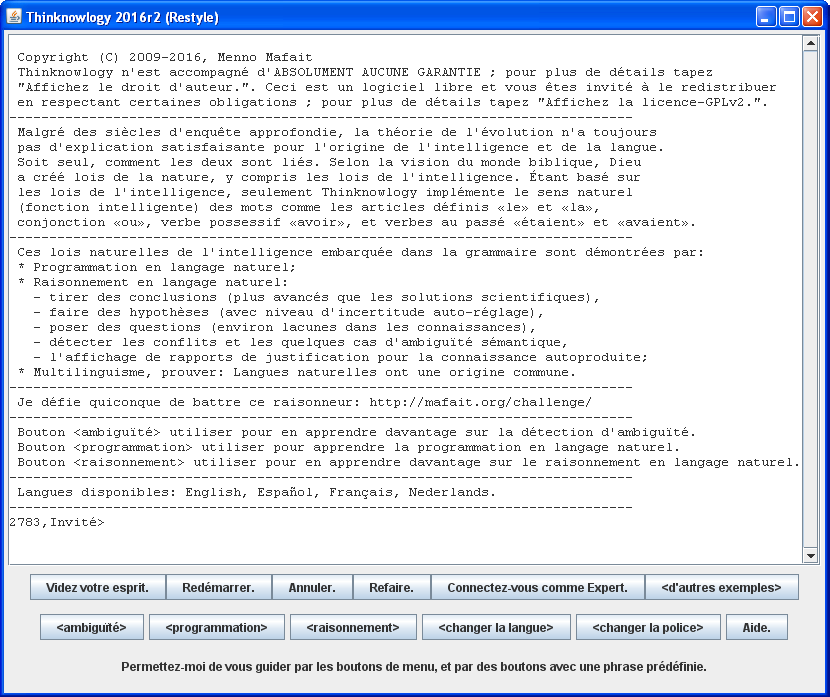 Thinknowlogy 2016r2 (Restyle)
Copyright (C) 2009-2016, Menno Mafait
Thinknowlogy n'est accompagné d'ABSOLUMENT AUCUNE GARANTIE ; pour plus de détails tapez
"Affichez le droit d'auteur.". Ceci est un logiciel libre et vous êtes invité à le redistribuer
en respectant certaines obligations ; pour plus de détails tapez "Affichez la licence-GPLv2.".
------------------------------------------------------------------------------
Malgré des siècles d'enquête approfondie, la théorie de l'évolution n'a toujours
pas d'explication satisfaisante pour l'origine de l'intelligence et de la langue.
Soit seul, comment les deux sont liés. Selon la vision du monde biblique, Dieu
a créé lois de la nature, y compris les lois de l'intelligence. Étant basé sur
les lois de l'intelligence, seulement Thinknowlogy implémente le sens naturel
(fonction intelligente) des mots comme les articles définis «le» et «la»,
conjonction «ou», verbe possessif «avoir», et verbes au passé «étaient» et «avaient».
------------------------------------------------------------------------------
Ces lois naturelles de l'intelligence embarquée dans la grammaire sont démontrées par:
* Programmation en langage naturel;
* Raisonnement en langage naturel:
- tirer des conclusions (plus avancés que les solutions scientifiques),
- faire des hypothèses (avec niveau d'incertitude auto-réglage),
- poser des questions (environ lacunes dans les connaissances),
- détecter les conflits et les quelques cas d'ambiguïté sémantique,
- l'affichage de rapports de justification pour la connaissance autoproduite;
* Multilinguisme, prouver: Langues naturelles ont une origine commune.
------------------------------------------------------------------------------
Je défie quiconque de battre ce raisonneur: http://mafait.org/challenge/
------------------------------------------------------------------------------
Bouton <ambiguïté> utiliser pour en apprendre davantage sur la détection d'ambiguïté.
Bouton <programmation> utiliser pour apprendre la programmation en langage naturel.
Bouton <raisonnement> utiliser pour en apprendre davantage sur le raisonnement en langage naturel.
------------------------------------------------------------------------------
Langues disponibles: English, Español, Français, Nederlands.
------------------------------------------------------------------------------
2783,Invité>
Videz votre esprit. Redémarrer. Annuler. Refaire. Connectez-vous comme Expert. <d'autres exemples>
<ambiguïté> <programmation> <raisonnement> <changer la langue> <changer la police> Aide.
Permettez-moi de vous guider par les boutons de menu, et par des boutons avec une phrase prédéfinie.